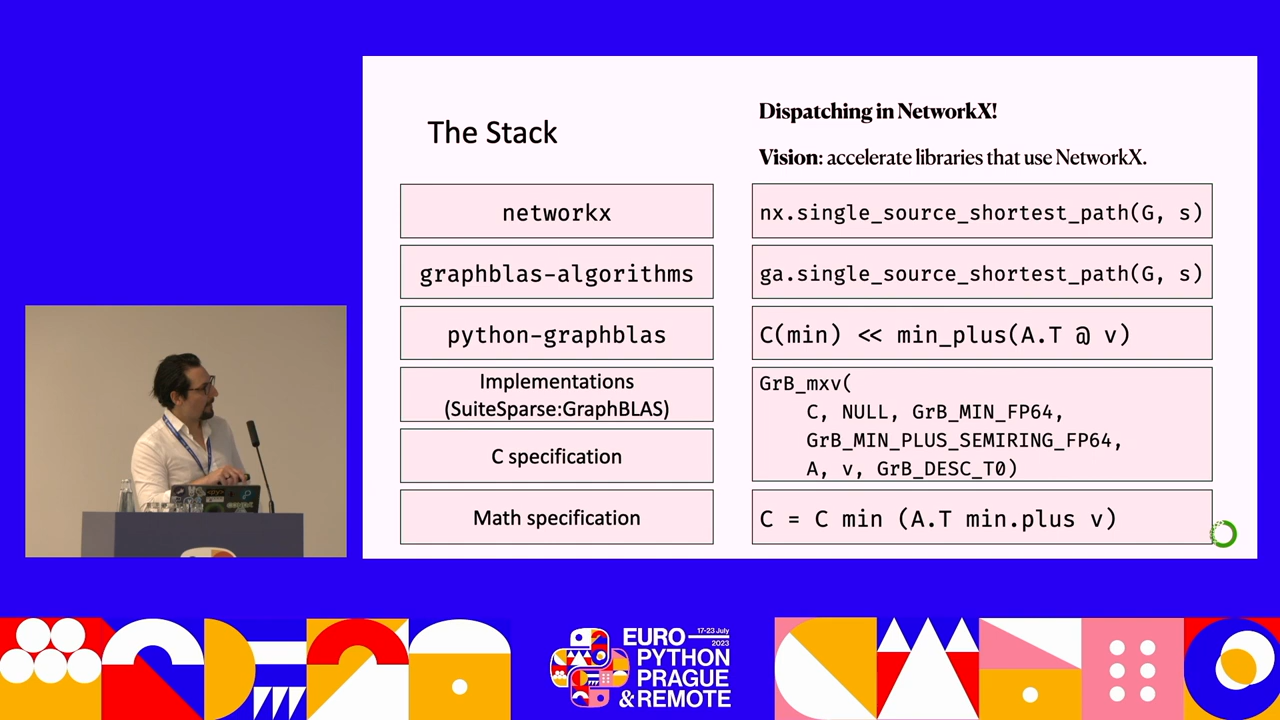 The Stack
Dispatching in NetworkX!
Vision: accelerate libraries that use NetworkX.
networkx
nx.single_source_shortest_path(G, s)
graphblas-algorithms
ga.single_source_shortest_path(G, s)
python-graphblas
C(min) << min_plus(A.T @ v)
Implementations
(SuiteSparse:GraphBLAS)
C specification
GrB_mxv(
C, NULL, GrB_MIN_FP64,
GrB_MIN_PLUS_SEMIRING_FP64,
A, v, GrB_DESC_T0)
Math specification
C = C min (A.T min.plus v)
17-23 July
2023
EURO
PYTHON
PRAGUE
& REMOTE